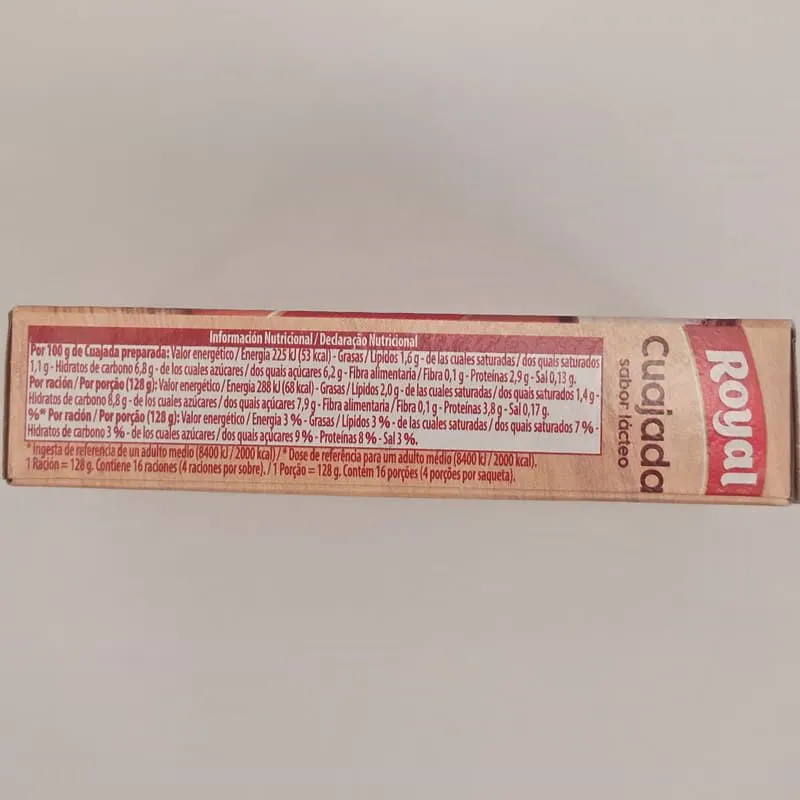 Información Nutricional / Declaração Nutricional
Por 100 g de Cuajada preparada: Valor energético / Energia 225 kJ (53 kcal) - Grasas / Lípidos 1,6 g - de las cuales saturadas / dos quais saturados
1,1 g - Hidratos de carbono 6,8 g - de los cuales azúcares / dos quais açúcares 6,2 g - Fibra alimentaria / Fibra 0,1 g - Proteínas 2,9 g - Sal 0,13 g.
Por ración / Por porção (128 g): Valor energético / Energia 288 kJ (68 kcal) - Grasas / Lípidos 2,0 g - de las cuales saturadas / dos quais saturados 1,4 g -
Hidratos de carbono 8,8 g - de los cuales azúcares / dos quais açúcares 7,9 g - Fibra alimentaria / Fibra 0,1 g - Proteínas 3,8 g - Sal 0,17 g.
%* Por ración / Por porção (128 g): Valor energético / Energia 3 % - Grasas / Lípidos 3 % - de las cuales saturadas / dos quais saturados 7 % -
Hidratos de carbono 3 % - de los cuales azúcares / dos quais açúcares 9 % - Proteínas 8 % - Sal 3 %.
*Ingesta de referencia de un adulto medio (8400 kJ / 2000 kcal) / * Dose de referência para um adulto médio (8400 kJ / 2000 kcal).
1 Ración = 128 g. Contiene 16 raciones (4 raciones por sobre). / 1 Porção = 128 g. Contém 16 porções (4 porções por saqueta).
Royal
Cuajada
sabor lácteo